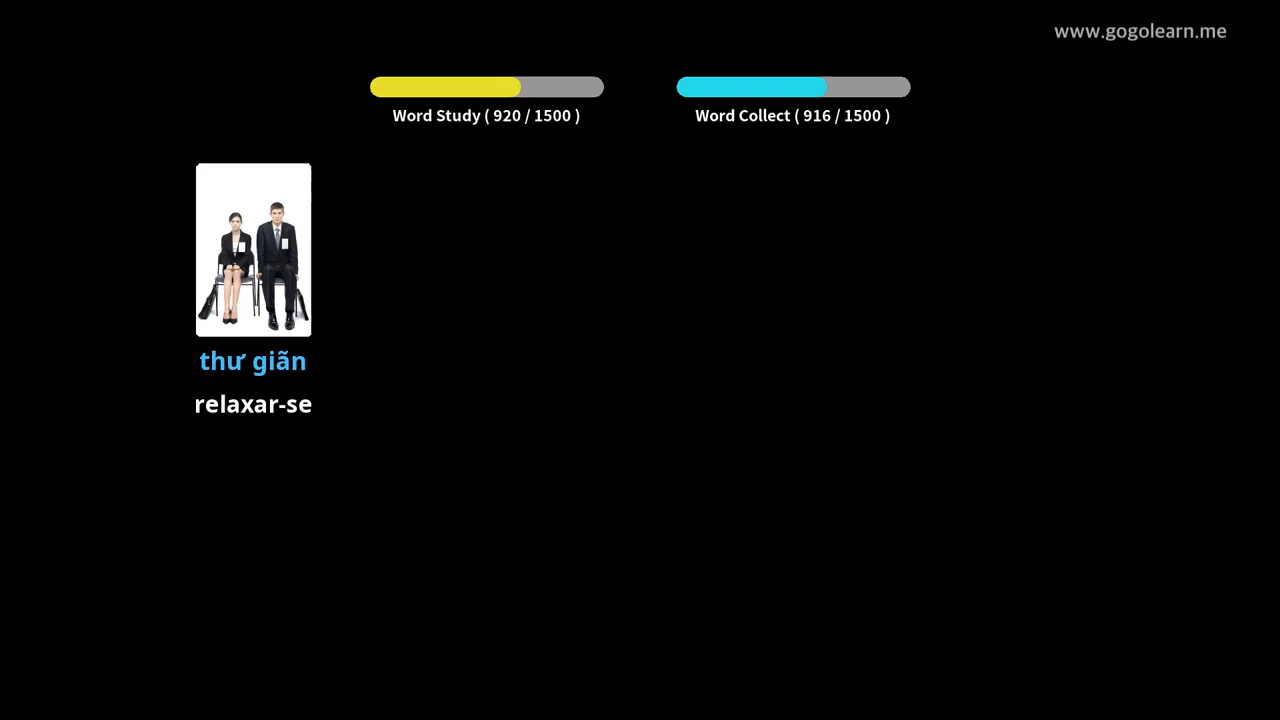 www.gogolearn.me
Word Study ( 920 / 1500 )
Word Collect ( 916 / 1500 )
thư giãn
relaxar-se